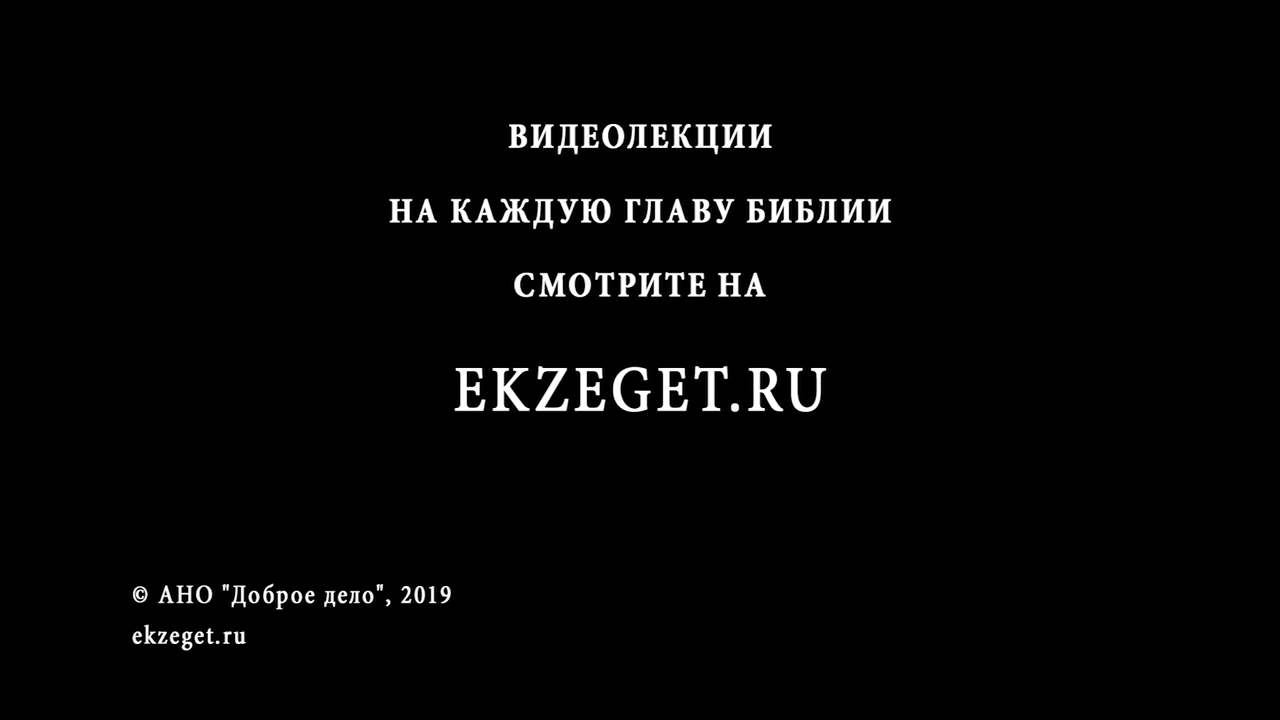 ВИДЕОЛЕКЦИИ
НА КАЖДУЮ ГЛАВУ БИБЛИИ
СМОТРИТЕ НА
EKZEGET.RU
© АНО "Доброе дело", 2019
ekzeget.ru